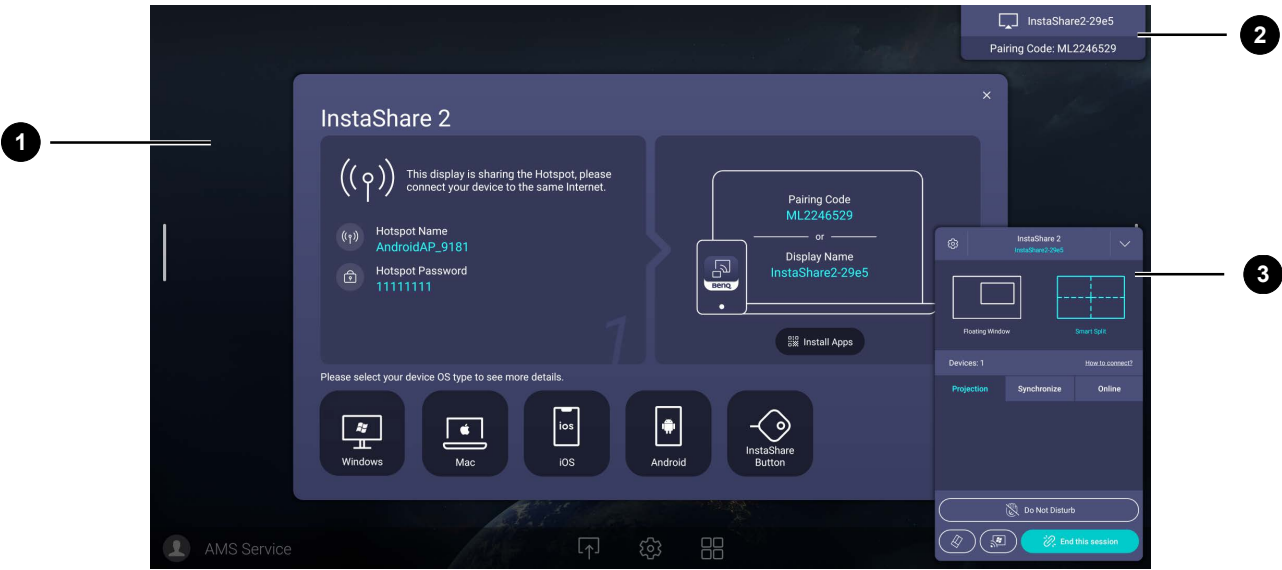 InstaShare2-29e5
Pairing Code: ML2246529
2
1
InstaShare 2
This display is sharing the Hotspot, please
connect your device to the same Internet.
Hotspot Name
AndroidAP_9181
Hotspot Password
11111111
1
Pairing Code
ML2246529
or
Display Name
InstaShare2-29e5
BenQ
Install Apps
Please select your device OS type to see more details.
Windows
Mac
ios
iOS
Android
InstaShare
Button
InstaShare 2
InstaShare2-29e5
3
Floating Window
Smart Split
Devices: 1
How to connect?
Projection
Synchronize
Online
Do Not Disturb
End this session
AMS Service